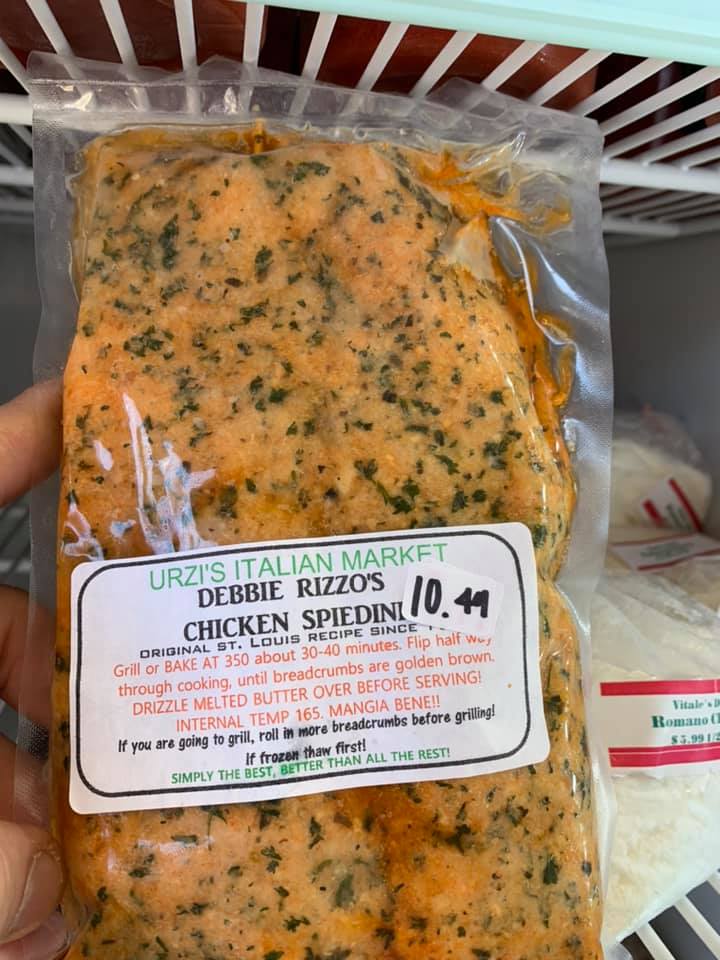 URZI'S ITALIAN MARKET
DEBBIE RIZZO'S
CHICKEN SPIEDINI
10.49
ORIGINAL ST. LOUIS RECIPE SINCE
Grill or BAKE AT 350 about 30-40 minutes. Flip half way
through cooking, until breadcrumbs are golden brown.
DRIZZLE MELTED BUTTER OVER BEFORE SERVING!
INTERNAL TEMP 165. MANGIA BENE!!
If you are going to grill, roll in more breadcrumbs before grilling!
If frozen thaw first!
SIMPLY THE BEST, BETTER THAN ALL THE REST!
Vitale's
Romano
$5.99 1/2